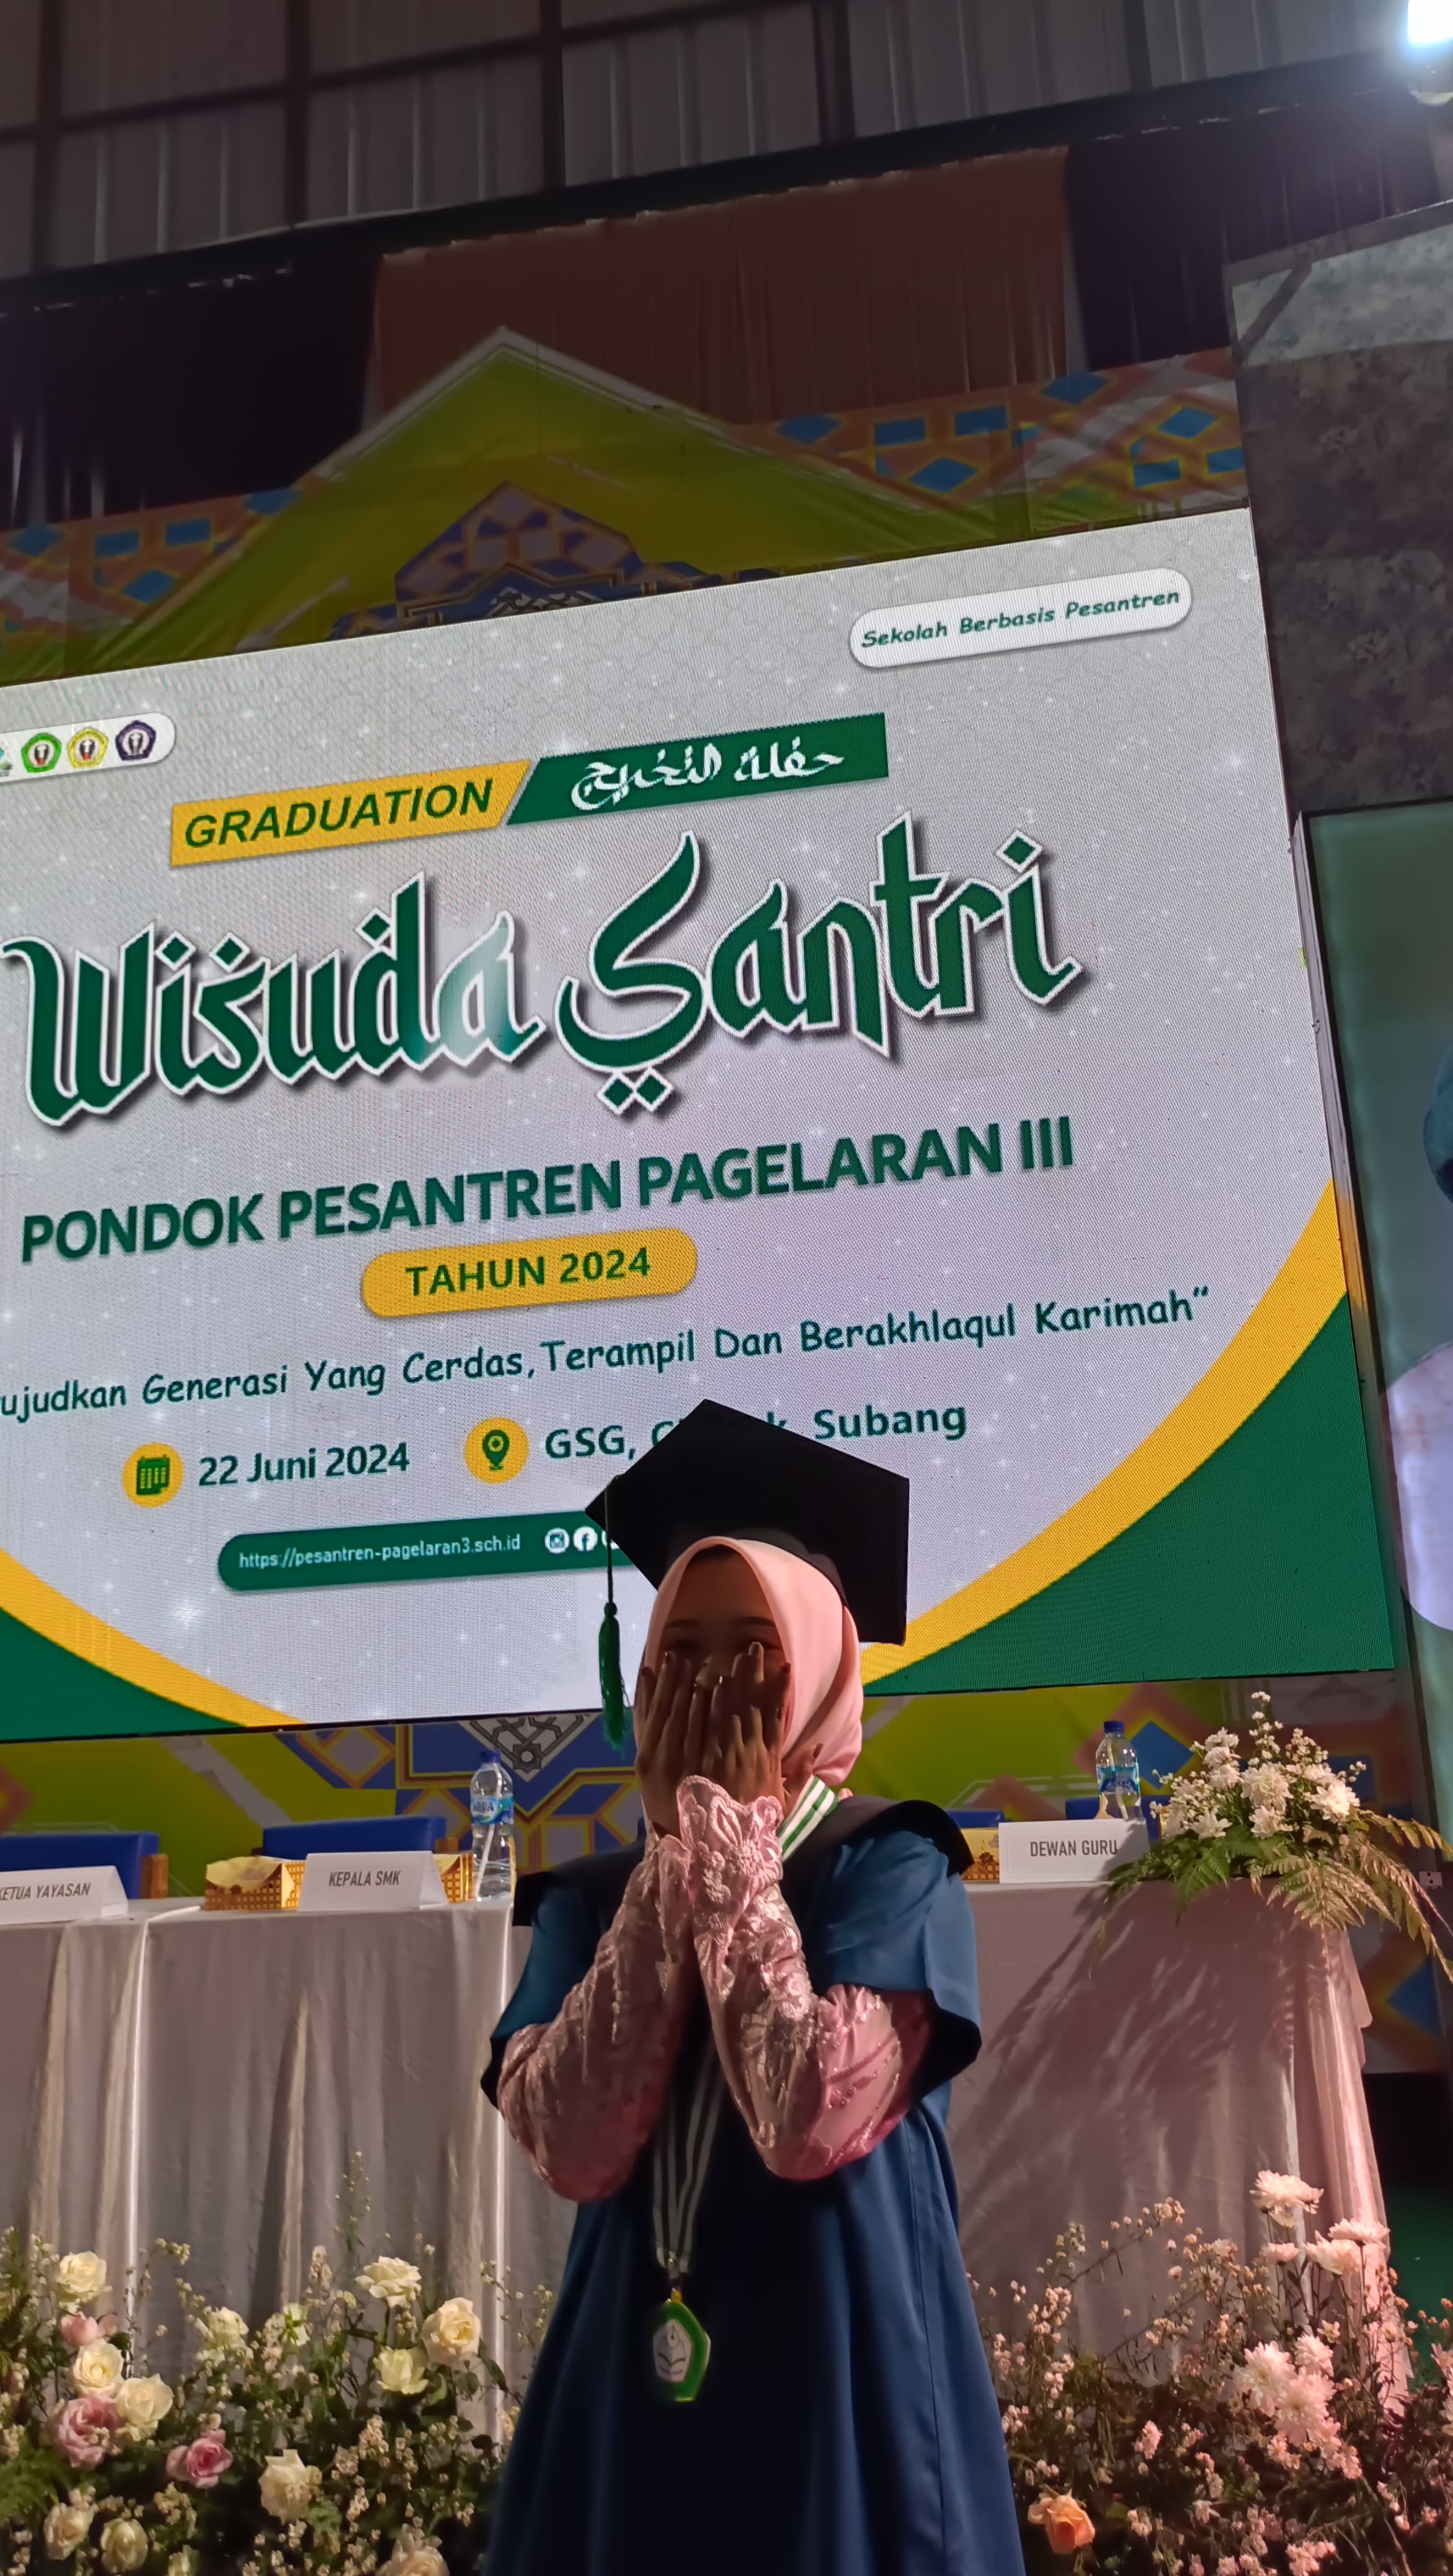 Sekolah Berbasis Pesantren
GRADUATION
حفلة التخريج
Wisuda Santri
PONDOK PESANTREN PAGELARAN III
TAHUN 2024
Generasi Yang Cerdas, Terampil Dan Berakhlaqul Karimah"
22 Juni 2024
GSG, Subang
https://pesantren-pagelaran3.sch.id
KETUA YAYASAN
KEPALA SMK
DEWAN GURU